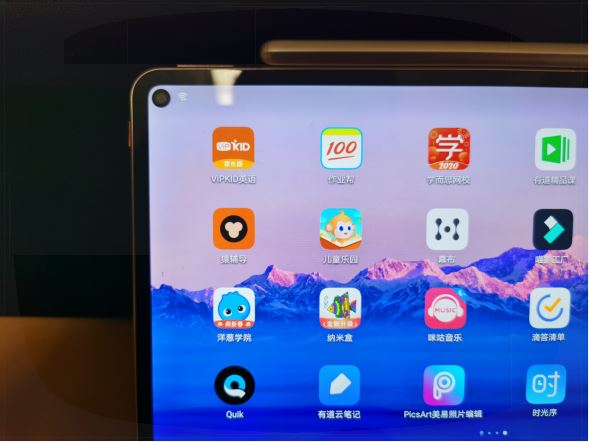 VIPKID
家长版
100
学
2020
VIPKID英语
作业帮
学而思网校
有道精品课
猿辅导
儿童乐园
幕布
喵影工厂
MUSIC
洋葱学院
纳米盒
咪咕音乐
滴答清单
时
Quik
有道云笔记
PicsArt美易照片编辑
时光序